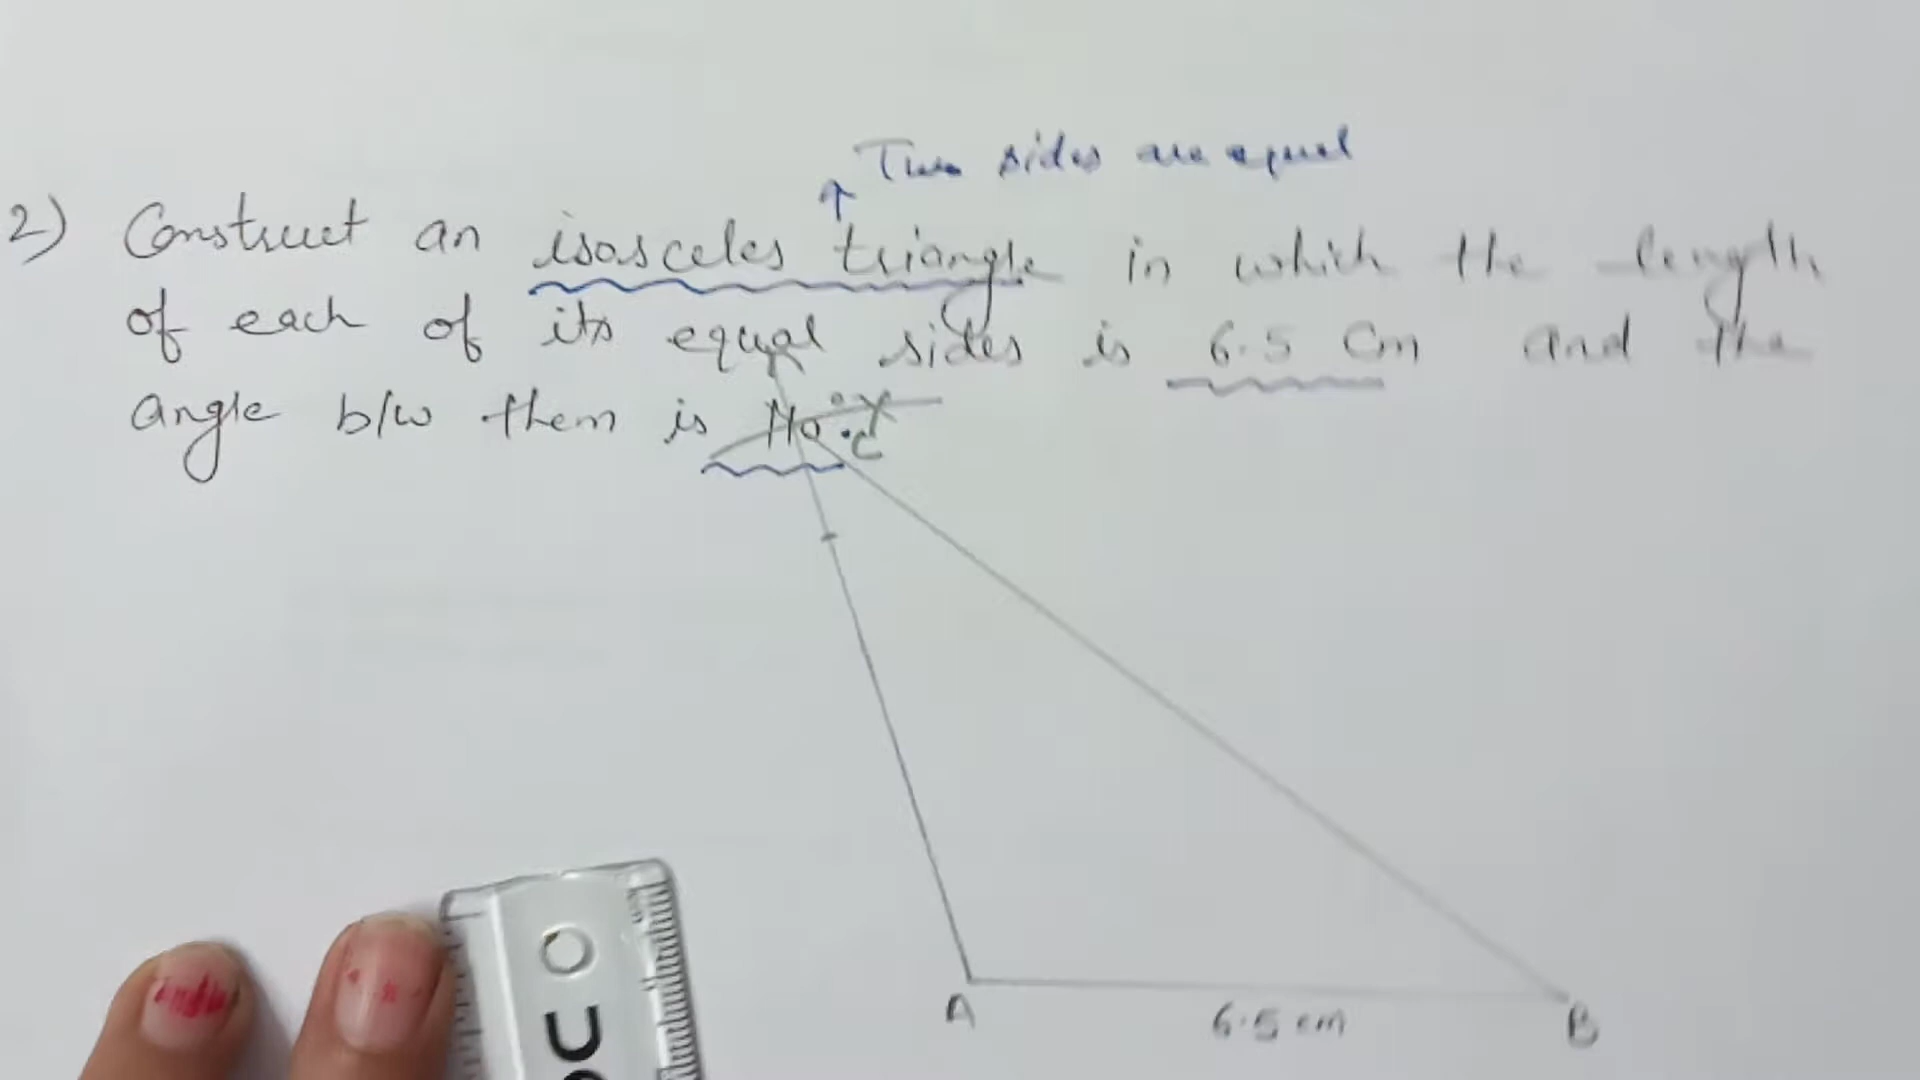 Two sides are equal
2) Construct an isosceles triangle in which the length
of each of its equal sides is 6.5 cm and the
angle b/w them is 110°
C
A 6.5 cm B